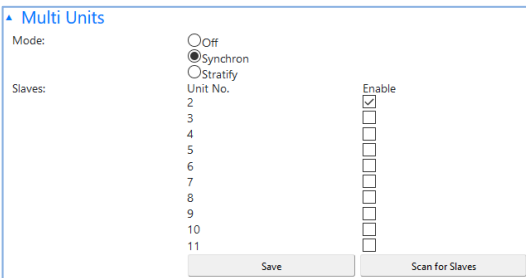 Multi Units
Mode:
Off
Synchron
Stratify
Slaves: Unit No. Enable
2
3
4
5
6
7
8
9
10
11
Save Scan for Slaves